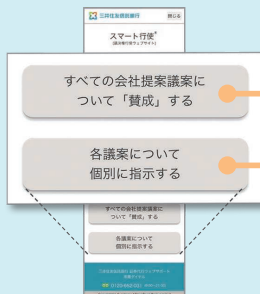 三井住友信託銀行 閉じる
スマート行使®
すべての会社提案議案に
ついて「賛成」する
各議案について
個別に指示する
すべての会社提案議案に
ついて「賛成」する
各議案について
個別に指示する